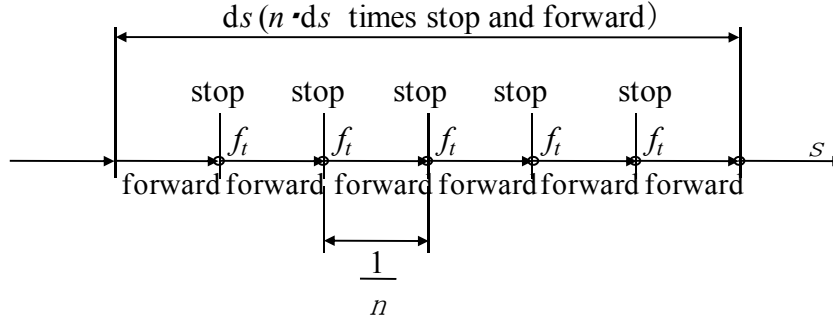 ds (n·ds times stop and forward)
stop stop stop stop stop
f_t f_t f_t f_t f_t s
forward forward forward forward forward forward
1
n